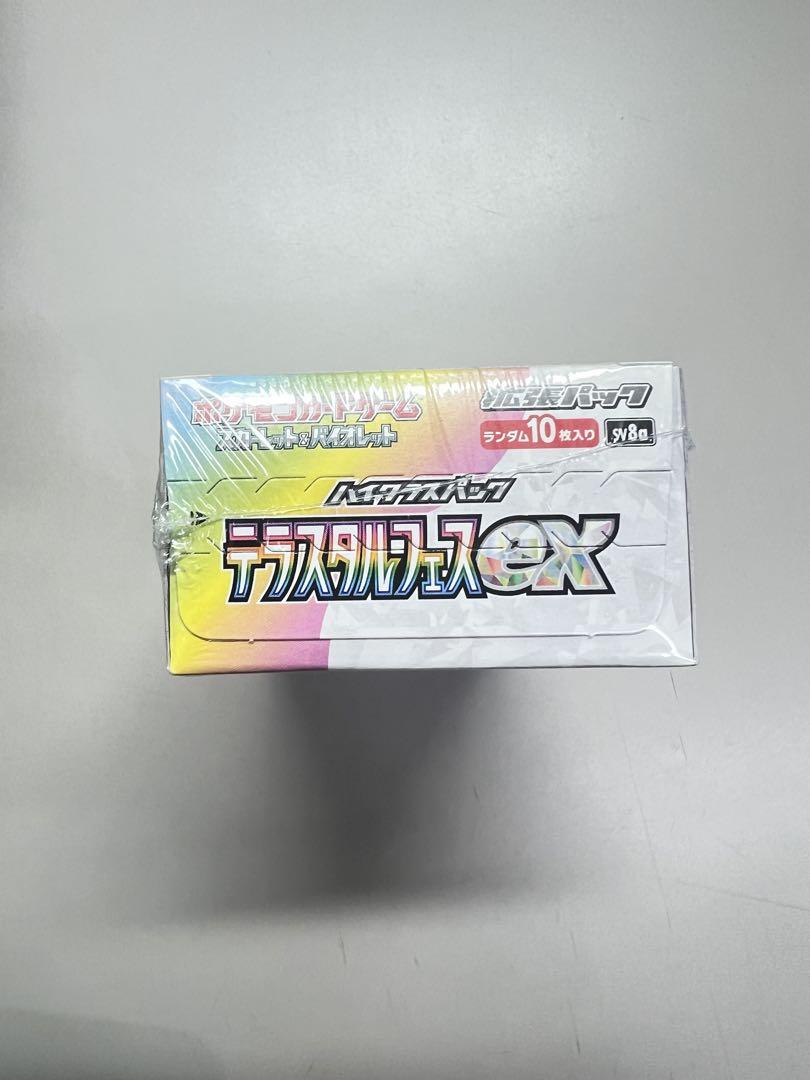 ポケモンカードゲーム
スカーレット&バイオレット
拡張パック
ランダム10枚入り
SV8a
ハイクラスパック
テラスタルフェスex